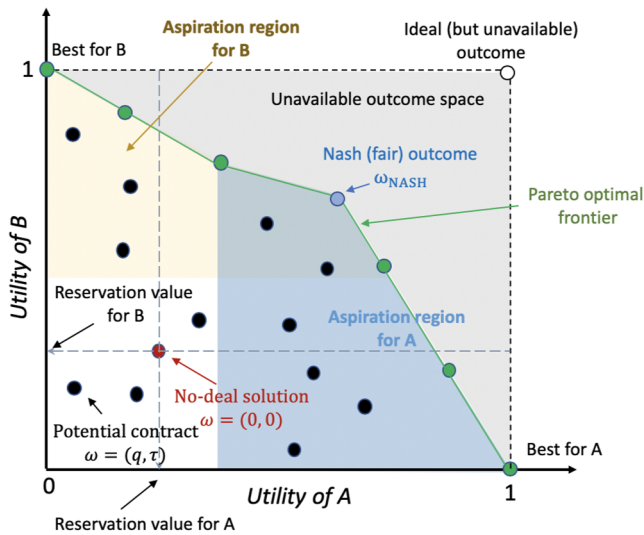 Best for B
Aspiration region
for B
Ideal (but unavailable)
outcome
1
Unavailable outcome space
Nash (fair) outcome
ω_NASH
Pareto optimal
frontier
Utility of B
Reservation value
for B
Aspiration region
for A
No-deal solution
ω = (0, 0)
Potential contract
ω = (q, τ)
Best for A
0
Utility of A
1
Reservation value for A